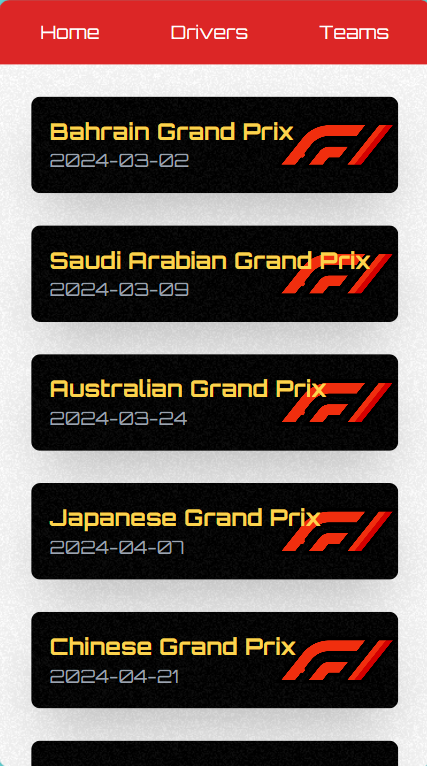 Home Drivers Teams
Bahrain Grand Prix
2024-03-02
Saudi Arabian Grand Prix
2024-03-09
Australian Grand Prix
2024-03-24
Japanese Grand Prix
2024-04-07
Chinese Grand Prix
2024-04-21